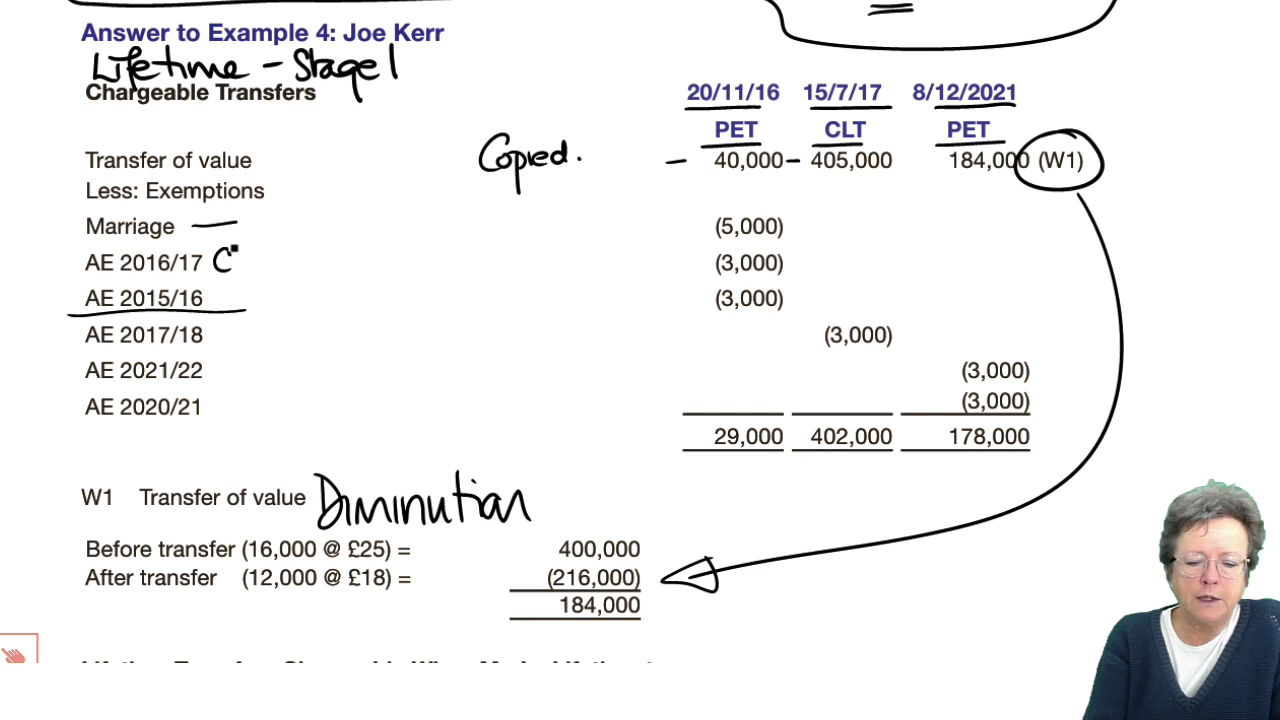 Answer to Example 4: Joe Kerr
Lifetime - Stage 1
Chargeable Transfers 20/11/16 15/7/17 8/12/2021
PET CLT PET
Copied.
Transfer of value 40,000 405,000 184,000 (W1)
Less: Exemptions
Marriage (5,000)
AE 2016/17 C (3,000)
AE 2015/16 (3,000)
AE 2017/18 (3,000)
AE 2021/22 (3,000)
AE 2020/21 (3,000)
29,000 402,000 178,000
W1 Transfer of value Diminution
Before transfer (16,000 @ £25) = 400,000
After transfer (12,000 @ £18) = (216,000)
184,000